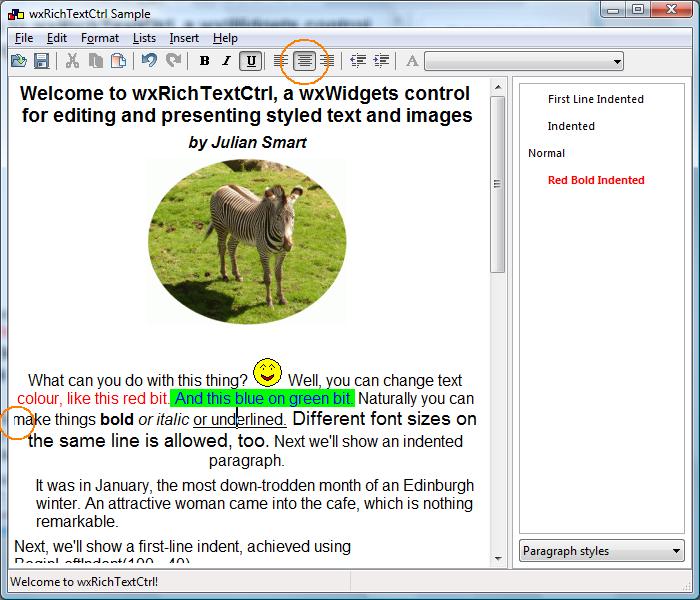 wxRichTextCtrl Sample
File Edit Format Lists Insert Help
B I U A
Welcome to wxRichTextCtrl, a wxWidgets control
for editing and presenting styled text and images
by Julian Smart
What can you do with this thing? Well, you can change text
colour, like this red bit. And this blue on green bit. Naturally you can
make things bold or italic or underlined. Different font sizes on
the same line is allowed, too. Next we'll show an indented
paragraph.
It was in January, the most down-trodden month of an Edinburgh
winter. An attractive woman came into the cafe, which is nothing
remarkable.
Next, we'll show a first-line indent, achieved using
First Line Indented
Indented
Normal
Red Bold Indented
Paragraph styles
Welcome to wxRichTextCtrl!